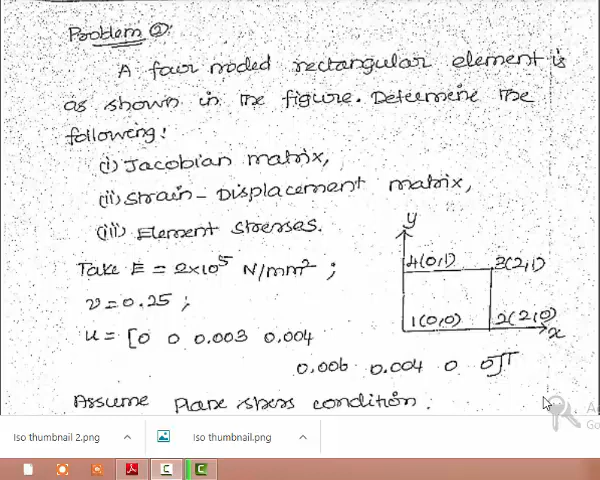 Problem ②:
A four noded rectangular element is
as shown in the figure. Determine the
following:
(i) Jacobian matrix,
(ii) Strain - Displacement matrix,
(iii) Element stresses.
Take E = 2×10⁵ N/mm² ;
ν = 0.25 ;
u = [0 0 0.003 0.004
0.006 0.004 0 0]ᵀ
Assume Plane stress condition.
y
4(0,1) 3(2,1)
1(0,0) 2(2,0)
x
Iso thumbnail 2.png
Iso thumbnail.png